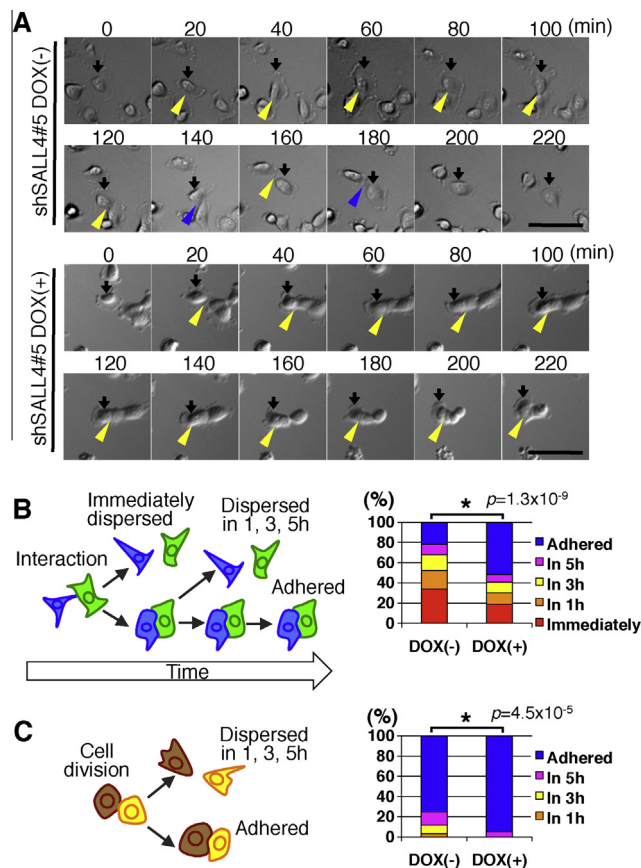 A
0 20 40 60 80 100 (min)
shSALL4#5 DOX(-)
120 140 160 180 200 220
0 20 40 60 80 100 (min)
shSALL4#5 DOX(+)
120 140 160 180 200 220
B
Immediately
dispersed
Dispersed
in 1, 3, 5h
Interaction
Adhered
Time
(%)
* p=1.3x10-9
100
80
60
40
20
0
Adhered
In 5h
In 3h
In 1h
Immediately
DOX(-) DOX(+)
C
Cell
division
Dispersed
in 1, 3, 5h
Adhered
(%)
* p=4.5x10-5
100
80
60
40
20
0
Adhered
In 5h
In 3h
In 1h
DOX(-) DOX(+)